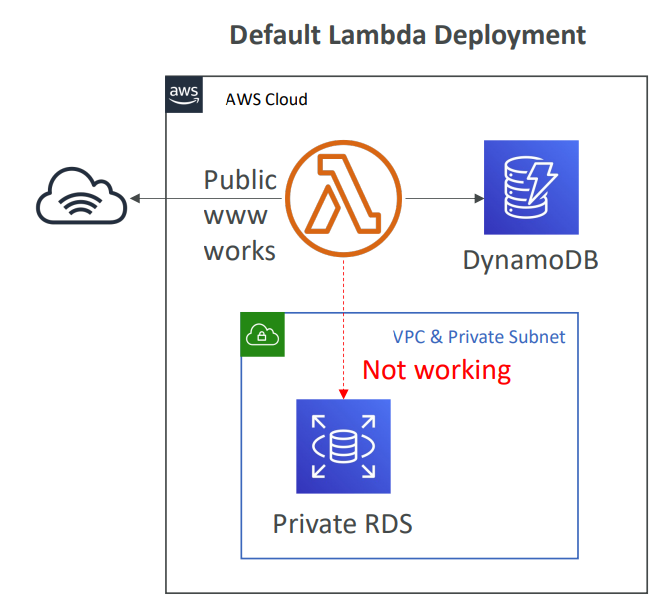 Default Lambda Deployment
aws
AWS Cloud
Public
www
works
DynamoDB
VPC & Private Subnet
Not working
Private RDS